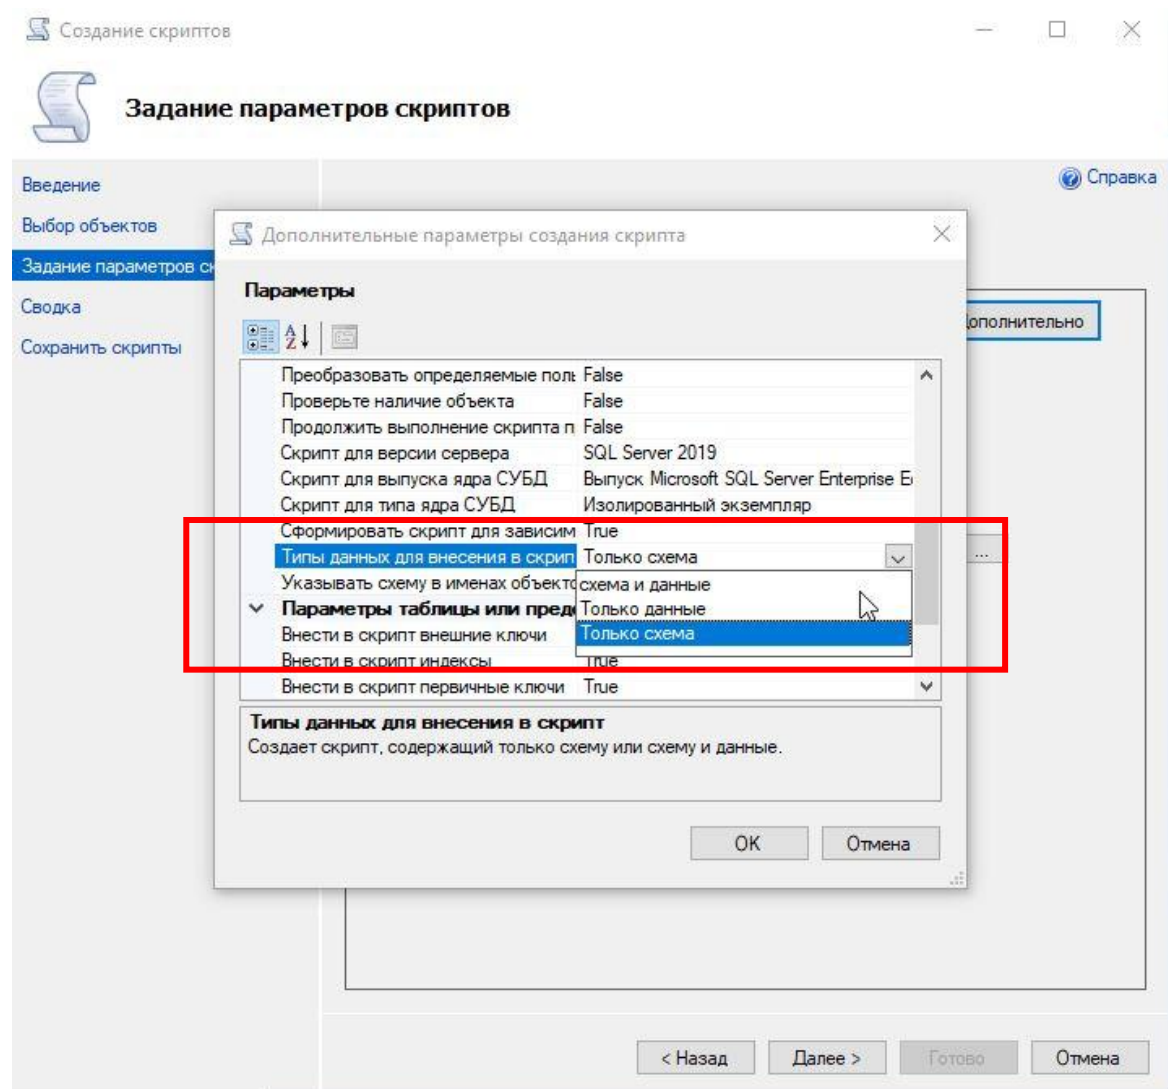 Создание скриптов
Задание параметров скриптов
Введение
Выбор объектов
Задание параметров
Сводка
Сохранить скрипты
Справка
Дополнительные параметры создания скрипта
Параметры
Преобразовать определяемые False
Проверьте наличие объекта False
Продолжить выполнение скрипта False
Скрипт для версии сервера SQL Server 2019
Скрипт для выпуска ядра СУБД Выпуск Microsoft SQL Server Enterprise
Скрипт для типа ядра СУБД Изолированный экземпляр
Сформировать скрипт для зависим True
Типы данных для внесения в скрип Только схема
Указывать схему в именах схема и данные
Параметры таблицы или Только данные
Внести в скрипт внешние ключи Только схема
Внести в скрипт индексы True
Внести в скрипт первичные ключи True
Типы данных для внесения в скрипт
Создает скрипт, содержащий только схему или схему и данные.
OK Отмена
ополнительно
...
< Назад Далее > Готово Отмена